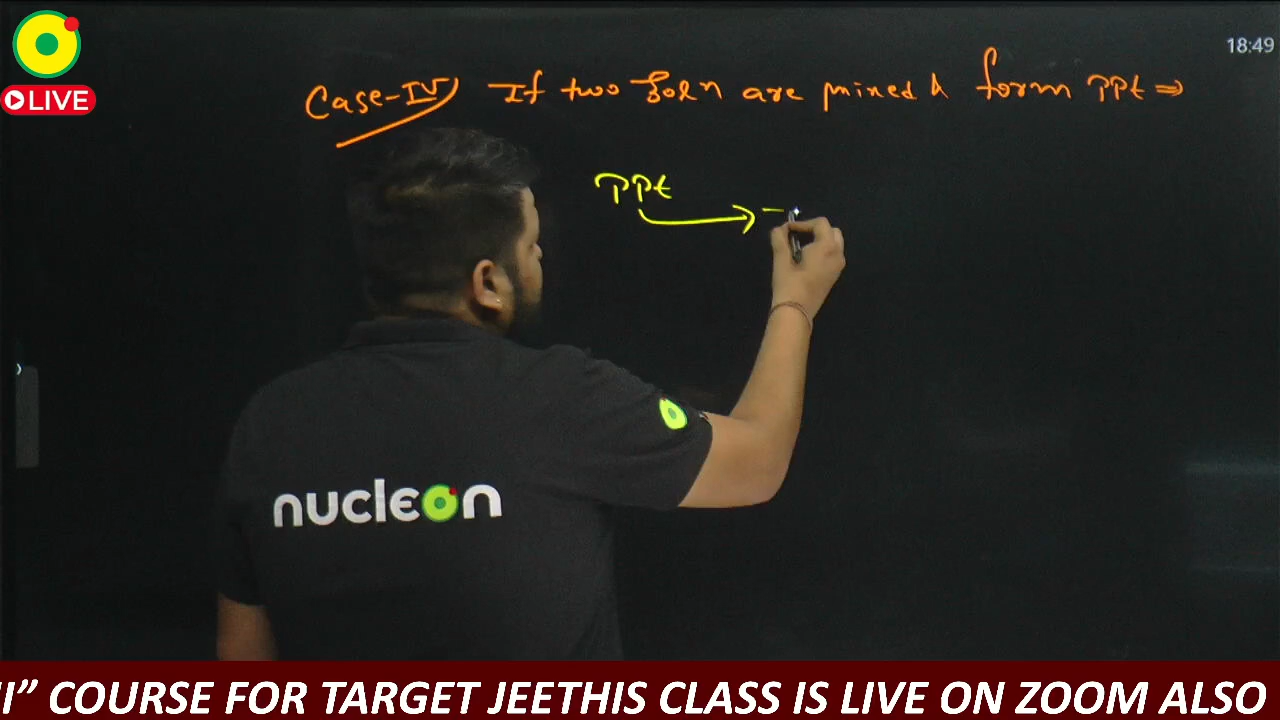 18:49
LIVE
Case-IV) If two Soln are mixed & form PPt ⇒
PPt
nucleon
I” COURSE FOR TARGET JEETHIS CLASS IS LIVE ON ZOOM ALSO